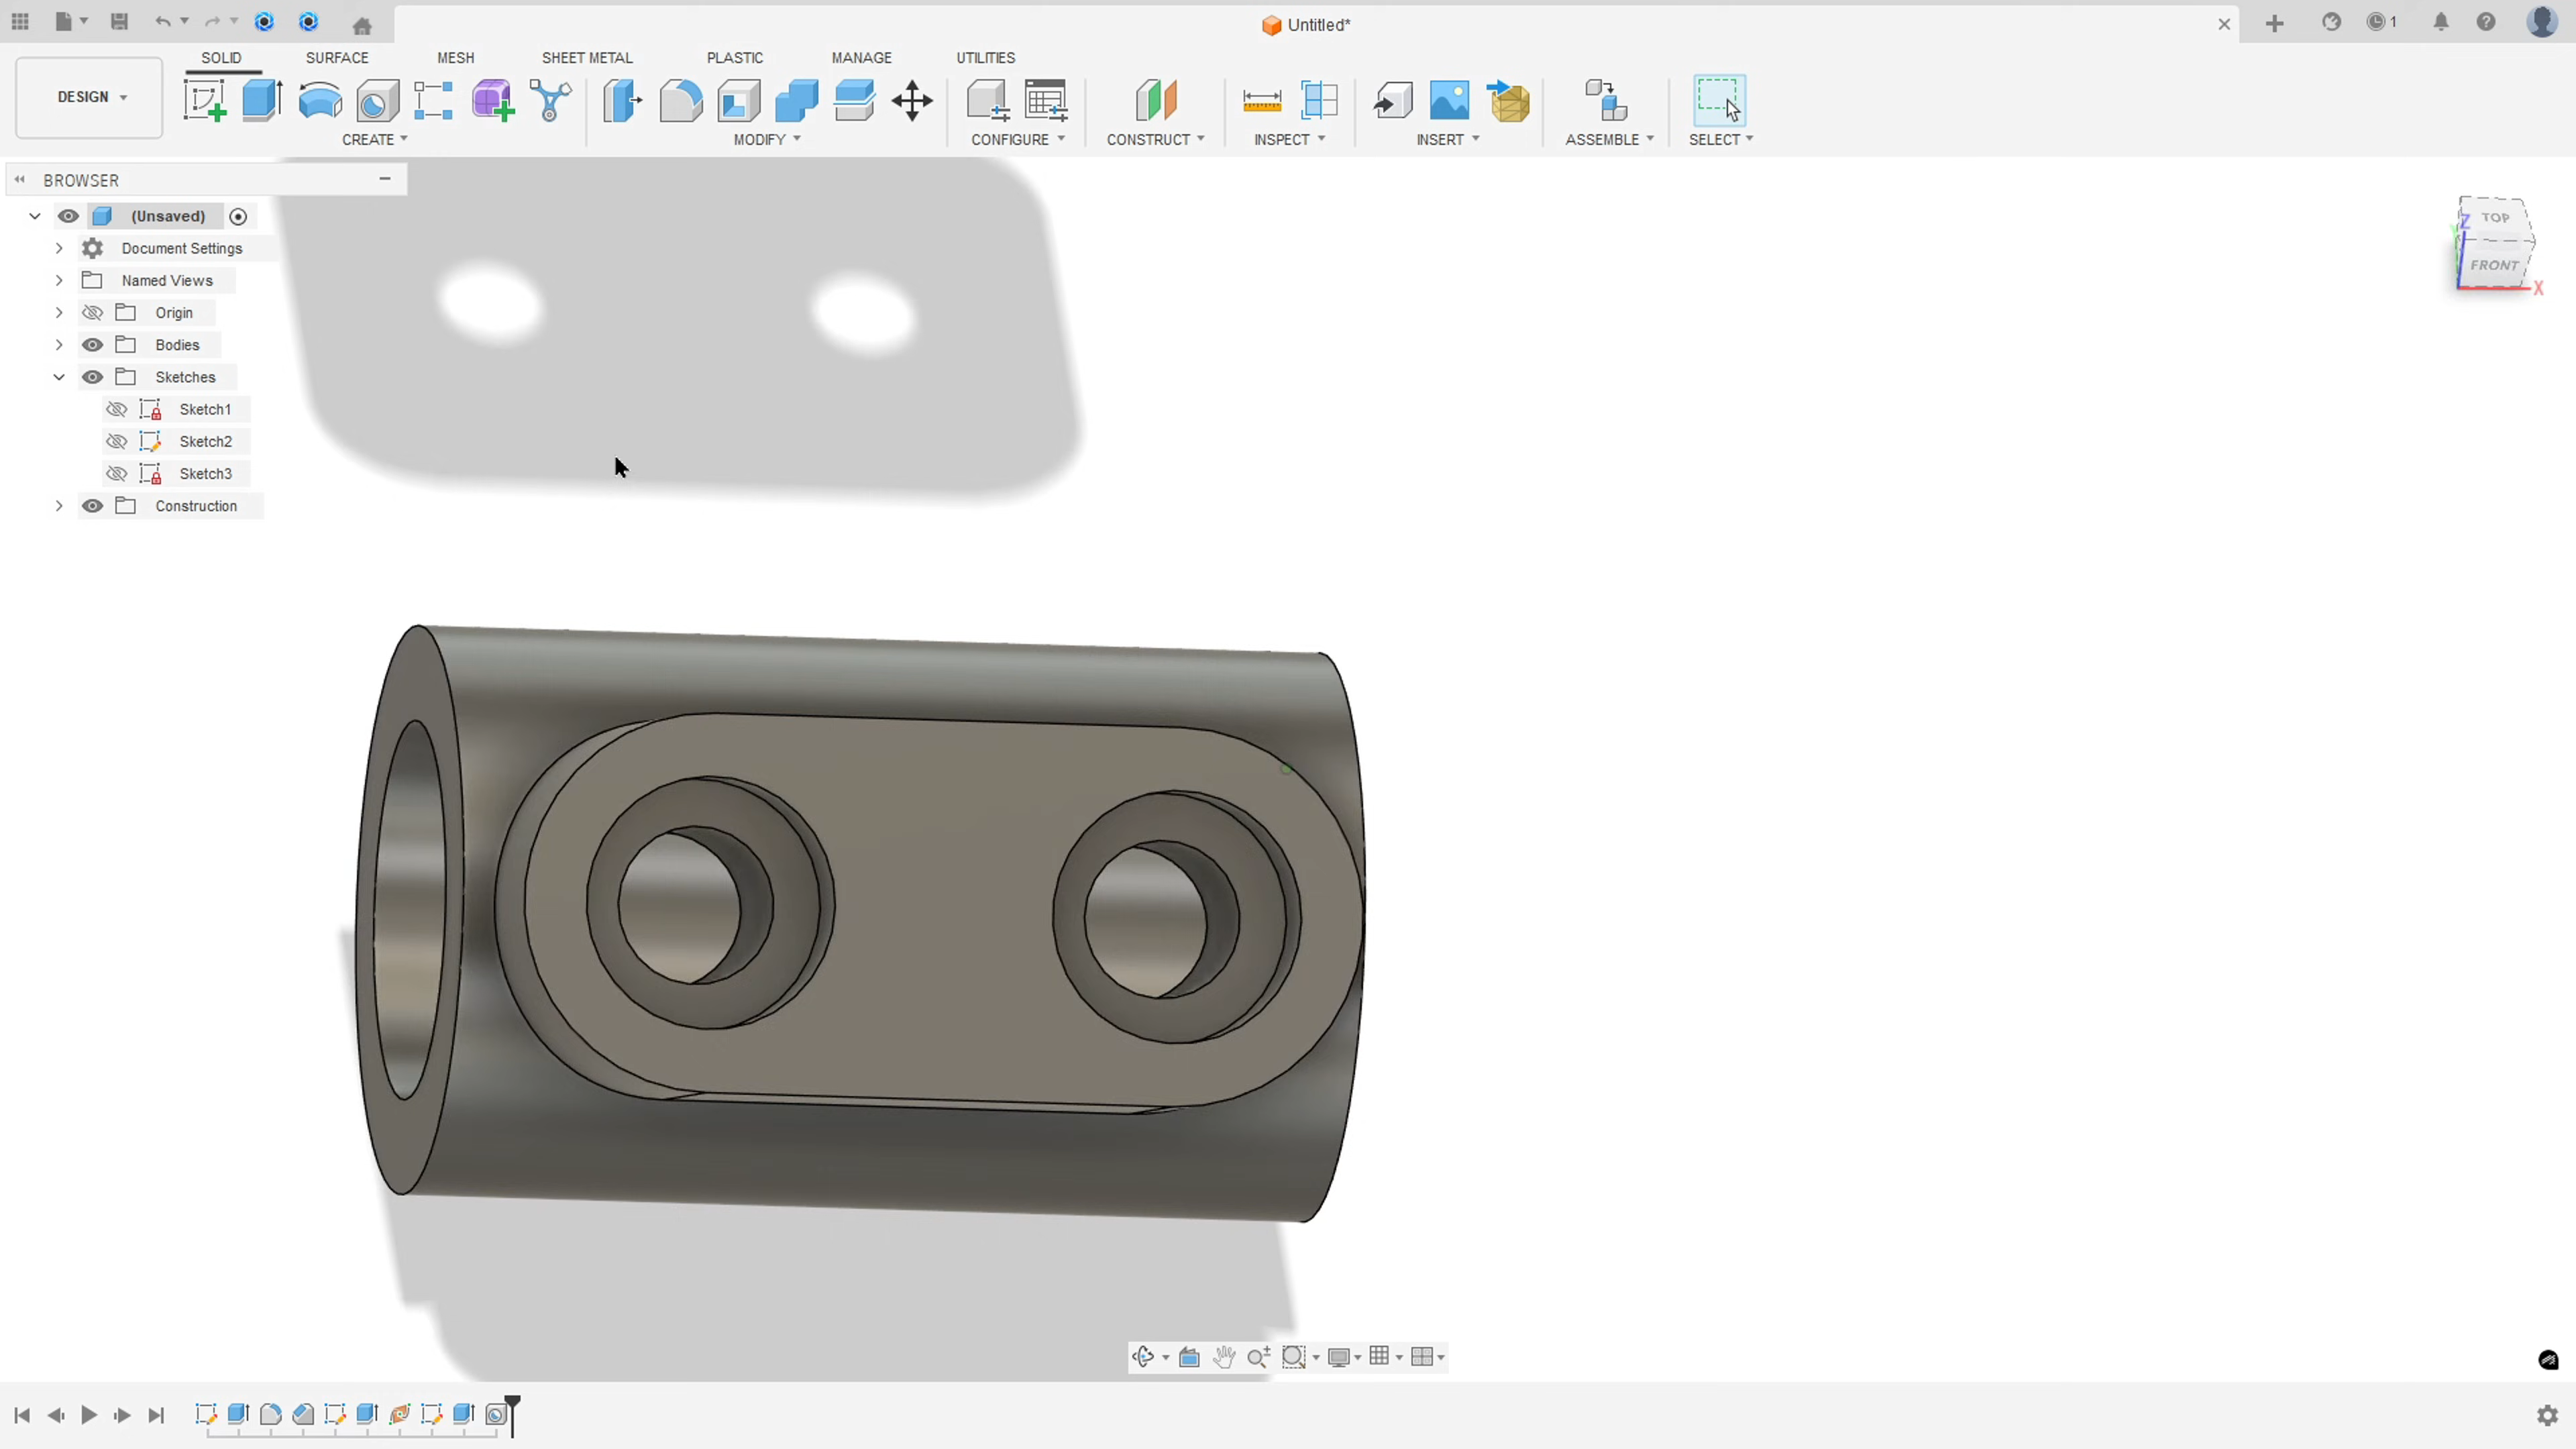 Untitled*
1
SOLID SURFACE MESH SHEET METAL PLASTIC MANAGE UTILITIES
DESIGN
CREATE MODIFY CONFIGURE CONSTRUCT INSPECT INSERT ASSEMBLE SELECT
BROWSER
(Unsaved)
Document Settings
Named Views
Origin
Bodies
Sketches
Sketch1
Sketch2
Sketch3
Construction
TOP
Z
FRONT
X